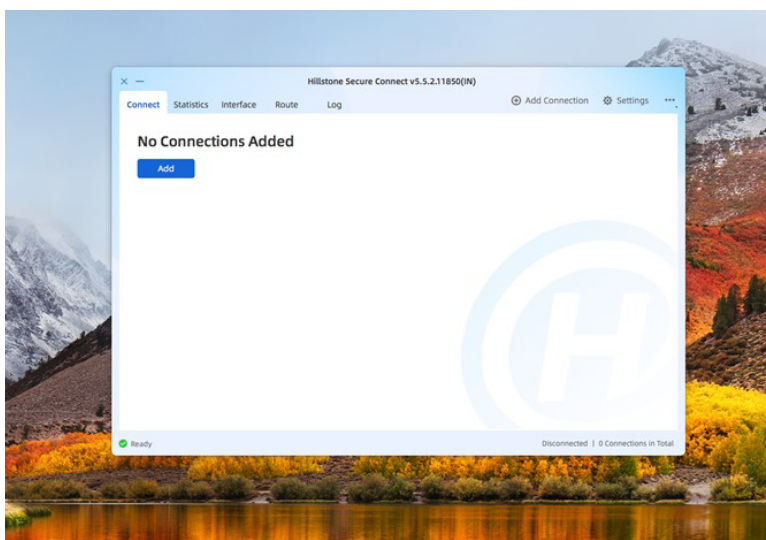 Hillstone Secure Connect v5.5.2.11850(IN)
Connect Statistics Interface Route Log Add Connection Settings ...
No Connections Added
Add
H
Ready Disconnected | 0 Connections in Total